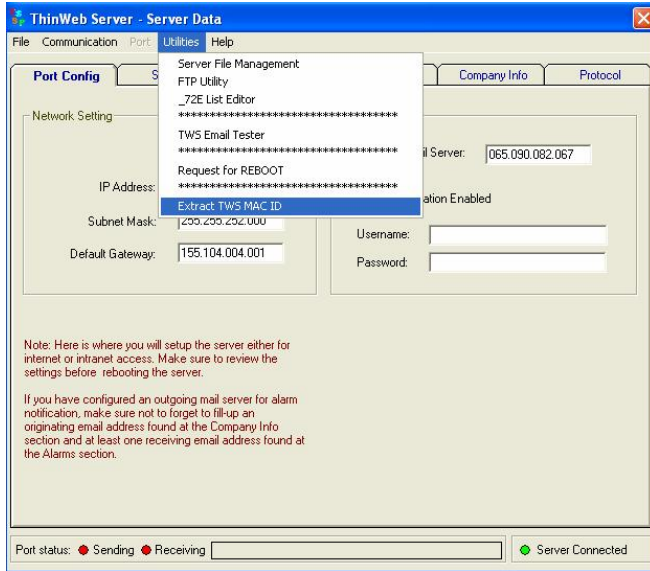 ThinWeb Server - Server Data
File Communication Port Utilities Help
Server File Management
FTP Utility
_72E List Editor
****************************************
TWS Email Tester
****************************************
Request for REBOOT
****************************************
Extract TWS MAC ID
Port Config S Company Info Protocol
Network Setting
IP Address:
Subnet Mask: 255.255.252.000
Default Gateway: 155.104.004.001
il Server: 065.090.082.067
ation Enabled
Username:
Password:
Note: Here is where you will setup the server either for
internet or intranet access. Make sure to review the
settings before rebooting the server.
If you have configured an outgoing mail server for alarm
notification, make sure not to forget to fill-up an
originating email address found at the Company Info
section and at least one receiving email address found at
the Alarms section.
Port status: Sending Receiving Server Connected